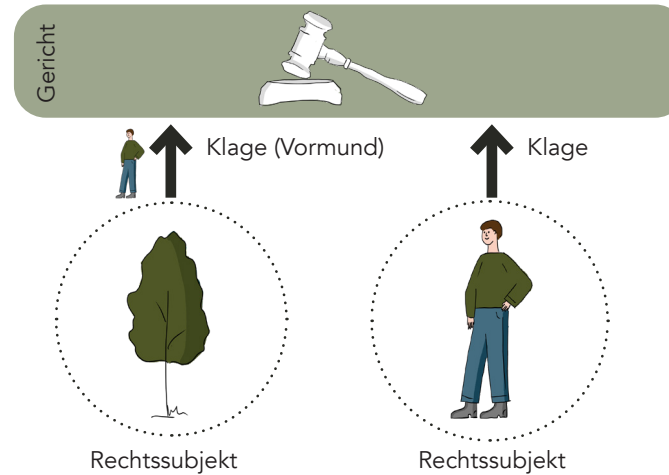 Gericht
Klage (Vormund)
Klage
Rechtssubjekt
Rechtssubjekt